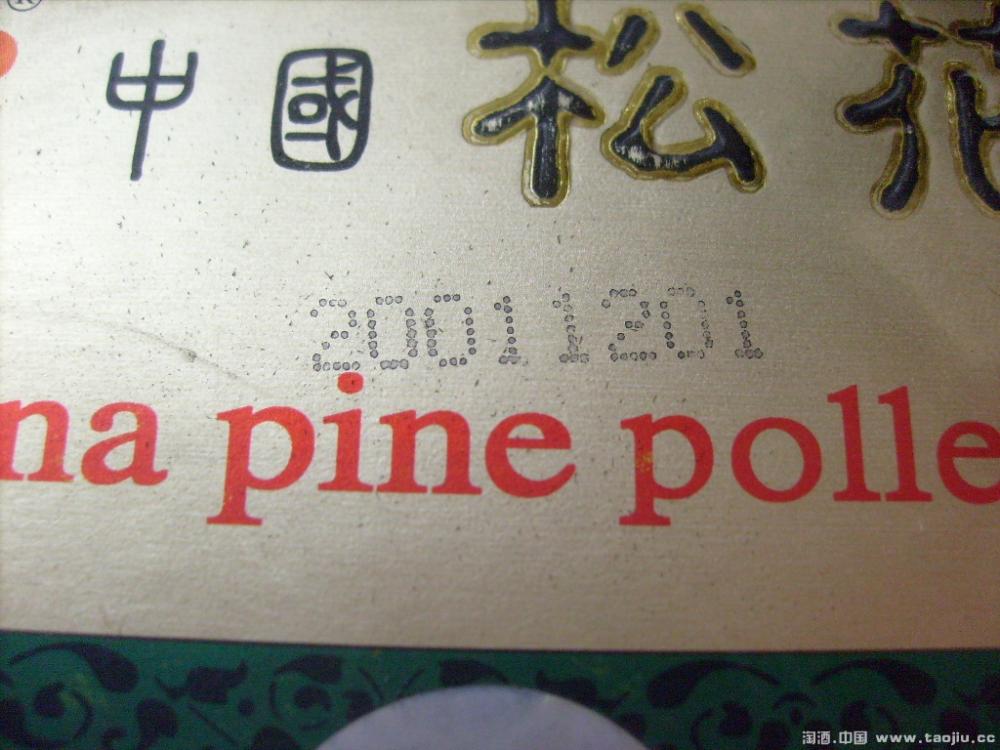 ®
中國松花
20011201
na pine polle
淘酒.中国 www.taojiu.cc